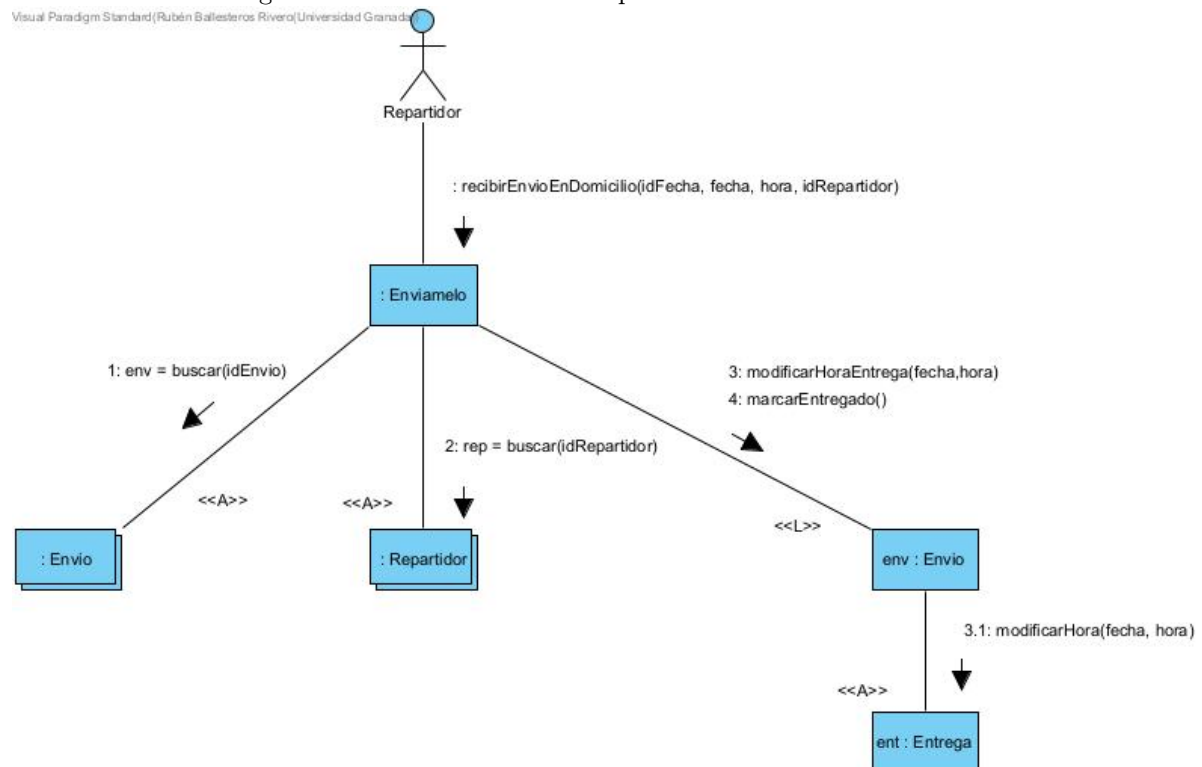 Visual Paradigm Standard(Rubén Ballesteros Rivero(Universidad Granada
Repartidor
: recibirEnvioEnDomicilio(idFecha, fecha, hora, idRepartidor)
: Enviamelo
1: env = buscar(idEnvio)
3: modificarHoraEntrega(fecha,hora)
4: marcarEntregado()
2: rep = buscar(idRepartidor)
<<A>>
<<A>>
<<L>>
: Envio
: Repartidor
env : Envio
3.1: modificarHora(fecha, hora)
<<A>>
ent : Entrega